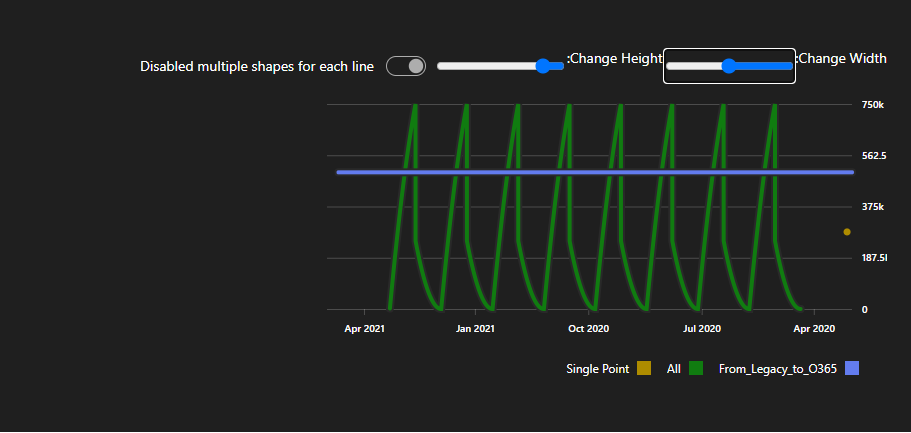 Disabled multiple shapes for each line
:Change Height
:Change Width
750k
562.5
375k
187.5l
0
Apr 2021
Jan 2021
Oct 2020
Jul 2020
Apr 2020
Single Point
All
From_Legacy_to_O365